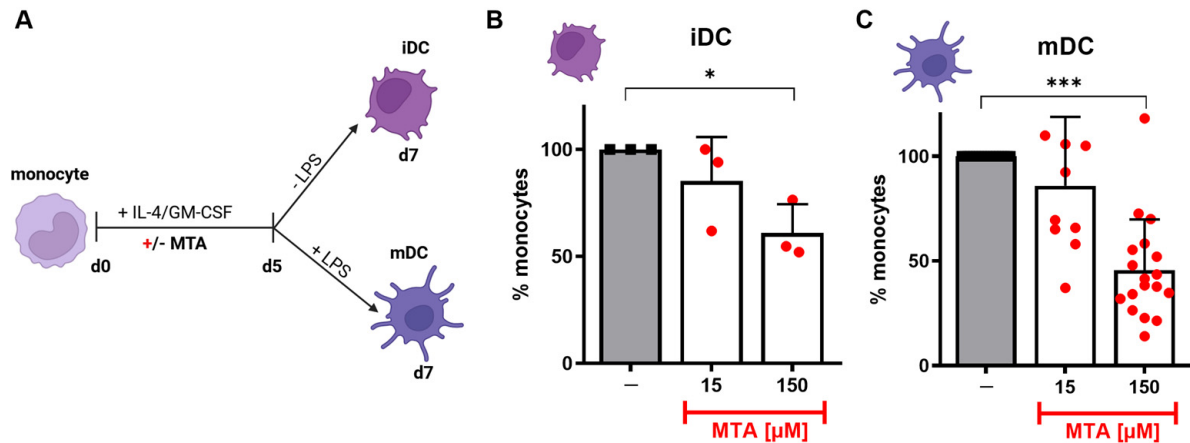 A
iDC
d7
- LPS
monocyte
+ IL-4/GM-CSF
+/- MTA
d0
d5
+ LPS
mDC
d7
B
iDC
*
% monocytes
100
50
0
–
15
150
MTA [µM]
C
mDC
***
% monocytes
100
50
0
–
15
150
MTA [µM]